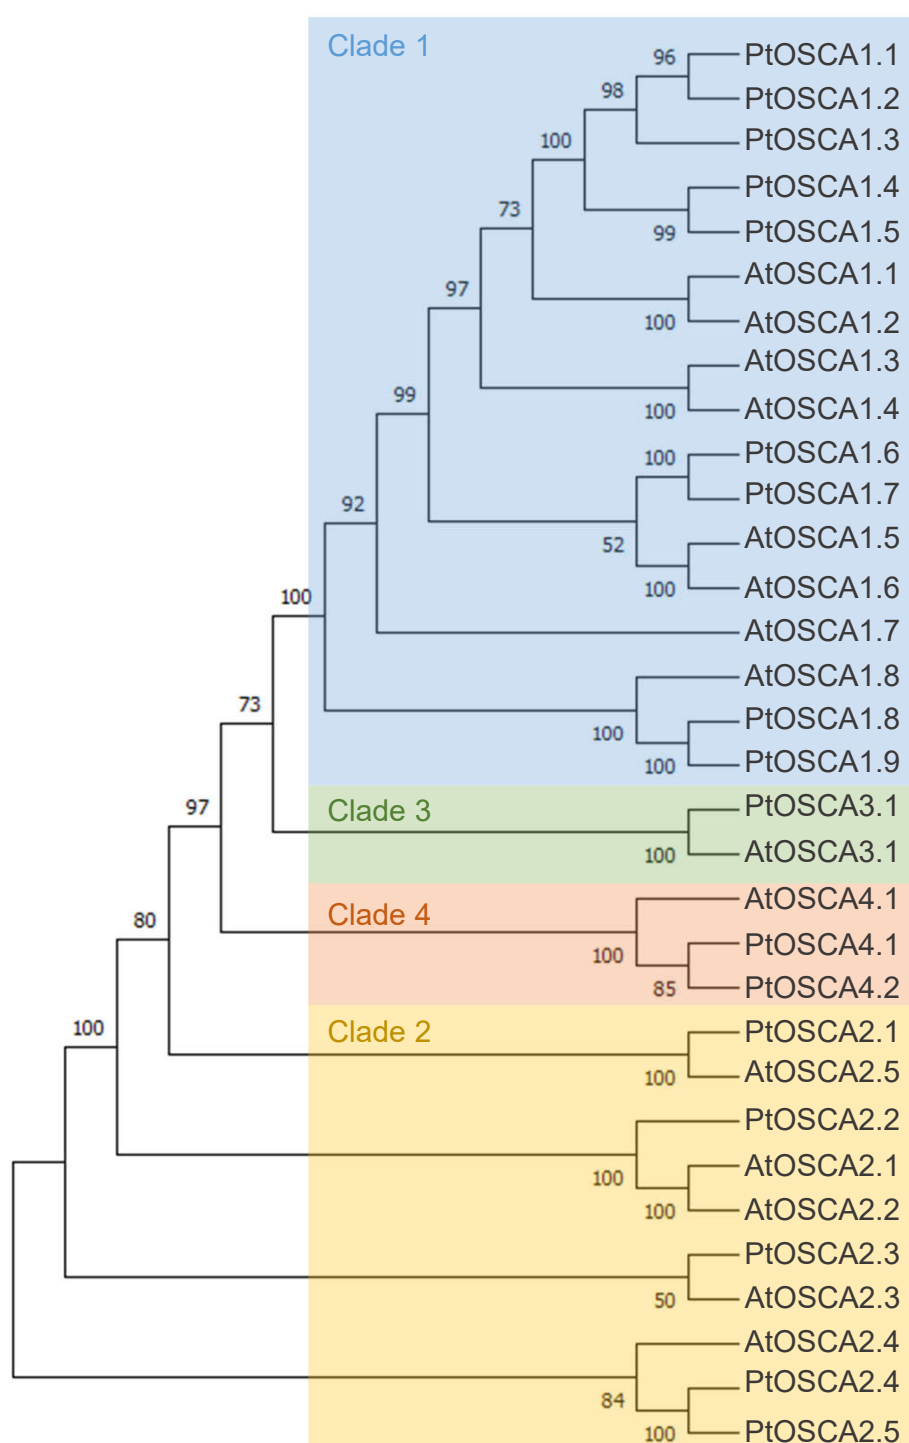 Clade 1
96
PtOSCA1.1
98
PtOSCA1.2
100
PtOSCA1.3
73
PtOSCA1.4
99
PtOSCA1.5
97
AtOSCA1.1
100
AtOSCA1.2
99
AtOSCA1.3
100
AtOSCA1.4
100
PtOSCA1.6
92
PtOSCA1.7
52
AtOSCA1.5
100
AtOSCA1.6
100
AtOSCA1.7
73
AtOSCA1.8
100
PtOSCA1.8
100
PtOSCA1.9
97
Clade 3
PtOSCA3.1
100
AtOSCA3.1
80
Clade 4
AtOSCA4.1
100
PtOSCA4.1
85
PtOSCA4.2
100
Clade 2
PtOSCA2.1
100
AtOSCA2.5
PtOSCA2.2
100
AtOSCA2.1
100
AtOSCA2.2
PtOSCA2.3
50
AtOSCA2.3
AtOSCA2.4
84
PtOSCA2.4
100
PtOSCA2.5